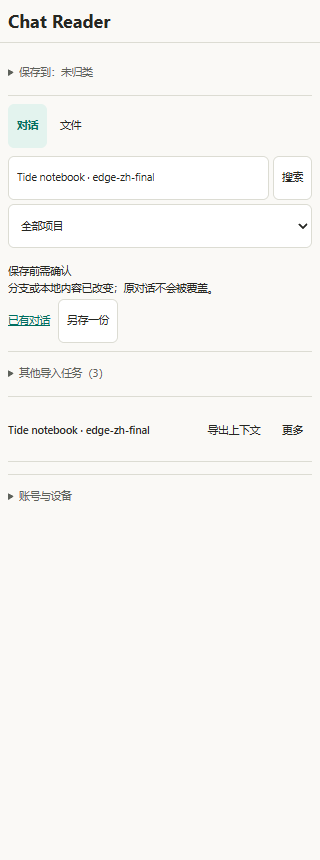 Chat Reader
保存到：未归类
对话 文件
Tide notebook · edge-zh-final 搜索
全部项目
保存前需确认
分支或本地内容已改变；原对话不会被覆盖。
已有对话 另存一份
其他导入任务（3）
Tide notebook · edge-zh-final 导出上下文 更多
账号与设备